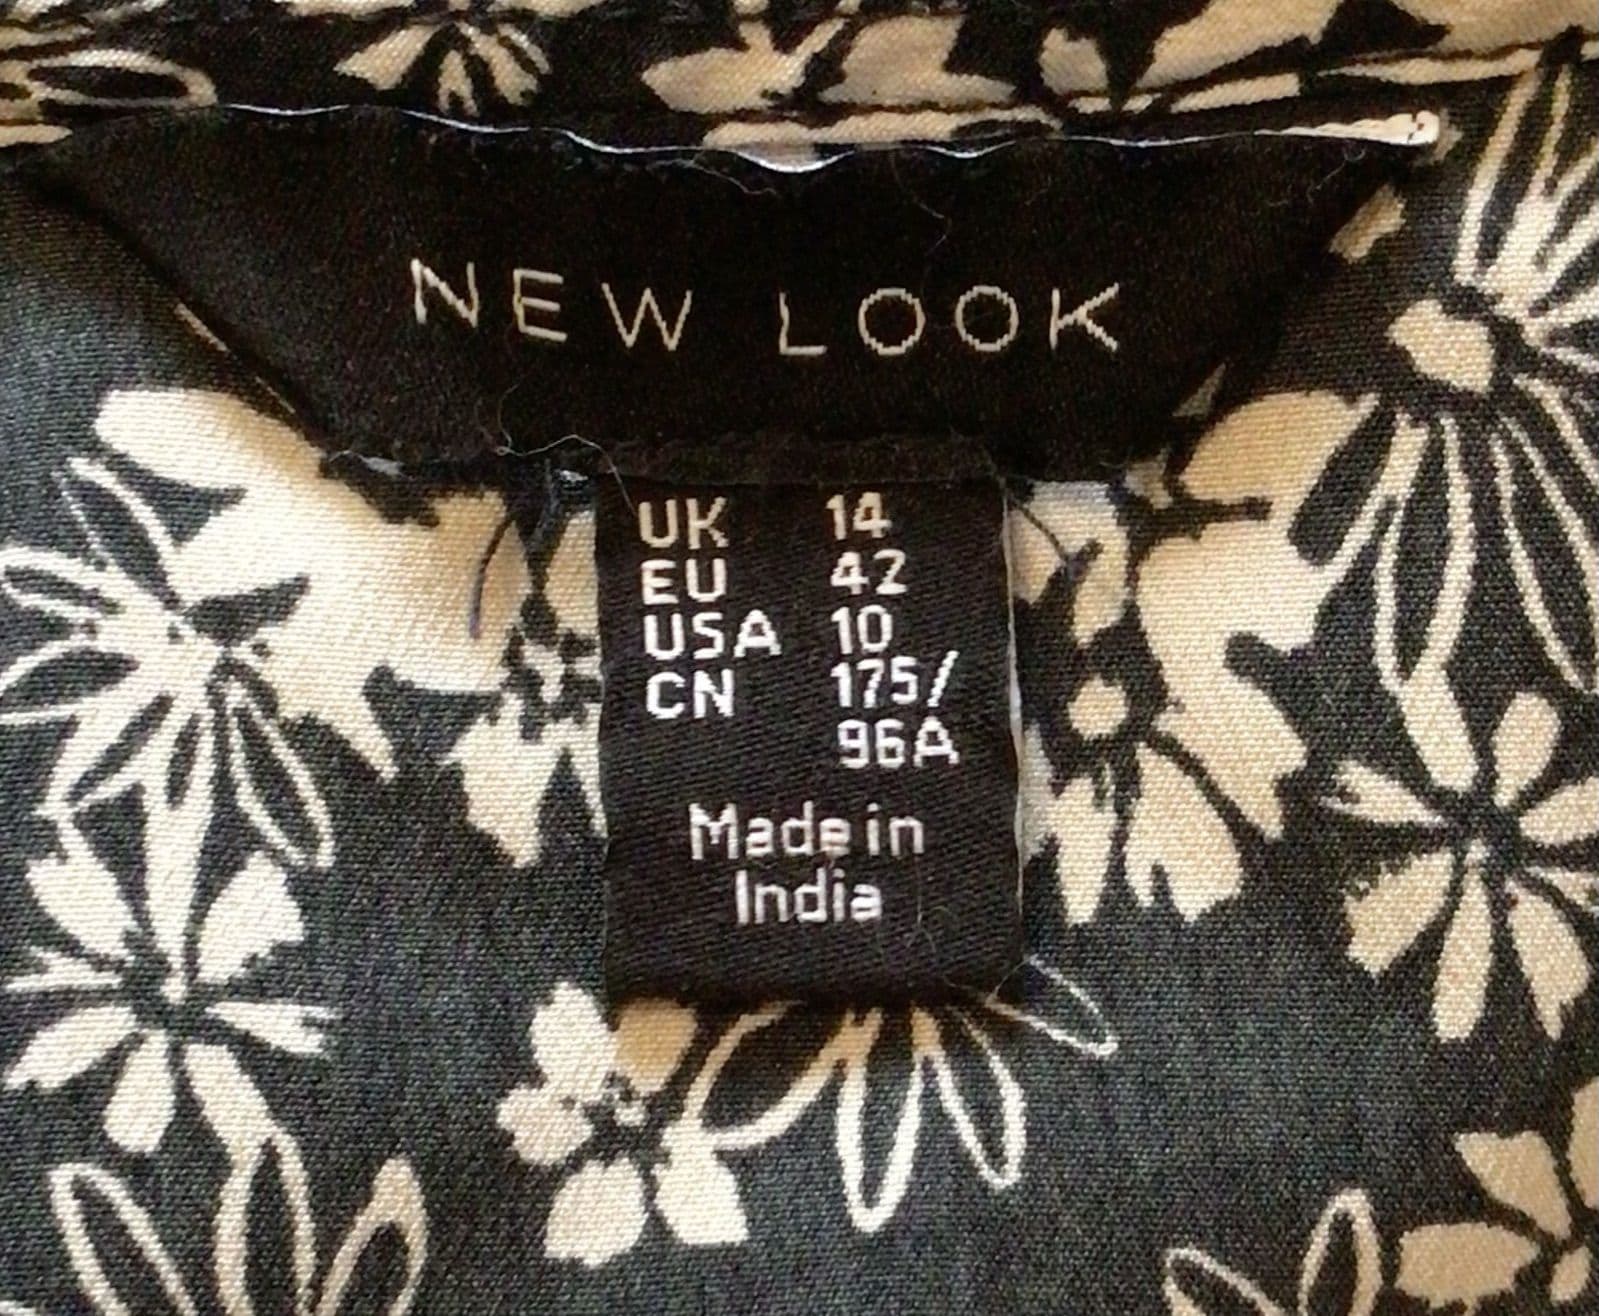 NEW LOOK
UK 14
EU 42
USA 10
CN 175/
96A
Made in
India